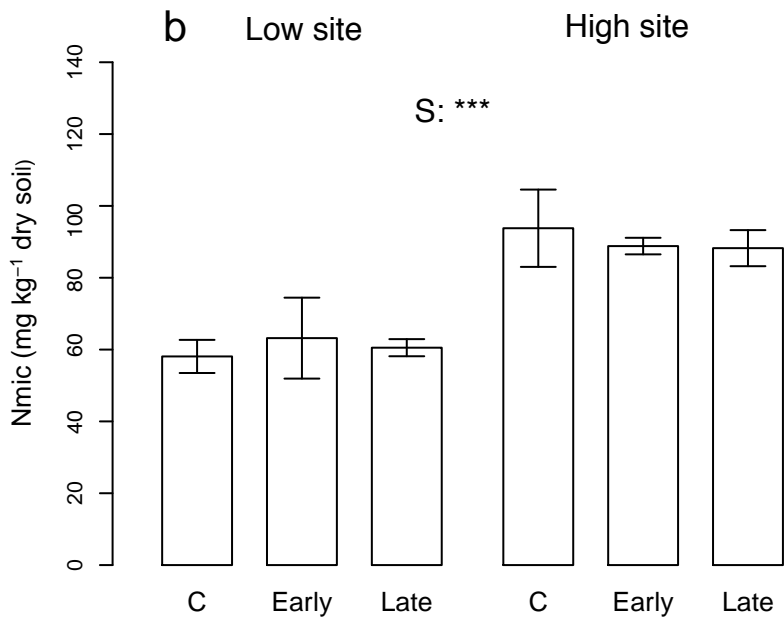 b Low site High site
S: ***
Nmic (mg kg⁻¹ dry soil)
140
120
100
80
60
40
20
0
C Early Late C Early Late